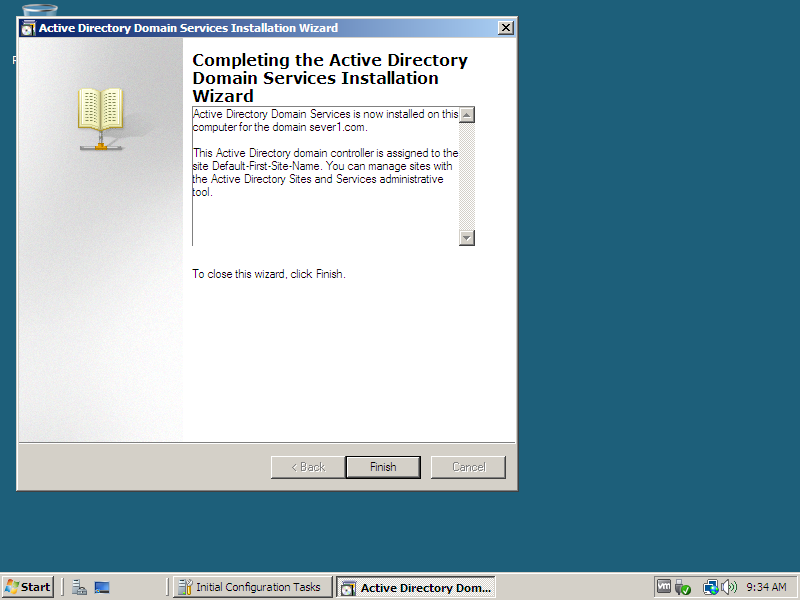 Active Directory Domain Services Installation Wizard
Completing the Active Directory
Domain Services Installation
Wizard
Active Directory Domain Services is now installed on this
computer for the domain sever1.com.
This Active Directory domain controller is assigned to the
site Default-First-Site-Name. You can manage sites with
the Active Directory Sites and Services administrative
tool.
To close this wizard, click Finish.
< Back
Finish
Cancel
Start
Initial Configuration Tasks
Active Directory Dom...
vm
9:34 AM